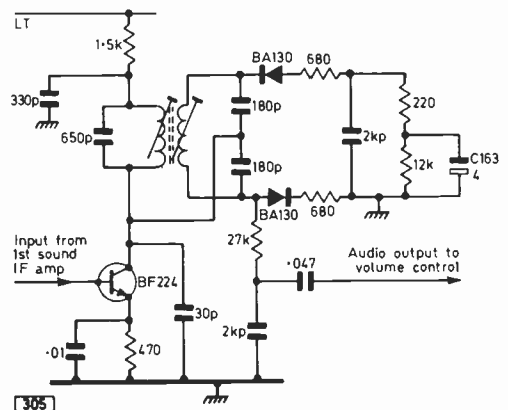 LT
1·5k
330p
650p
BA130
680
180p
180p
220
2kp
12k
C163
4
BA130
680
27k
Input from
1st sound
IF amp
BF224
Audio output to
volume control
·047
30p
2kp
·01
470
305